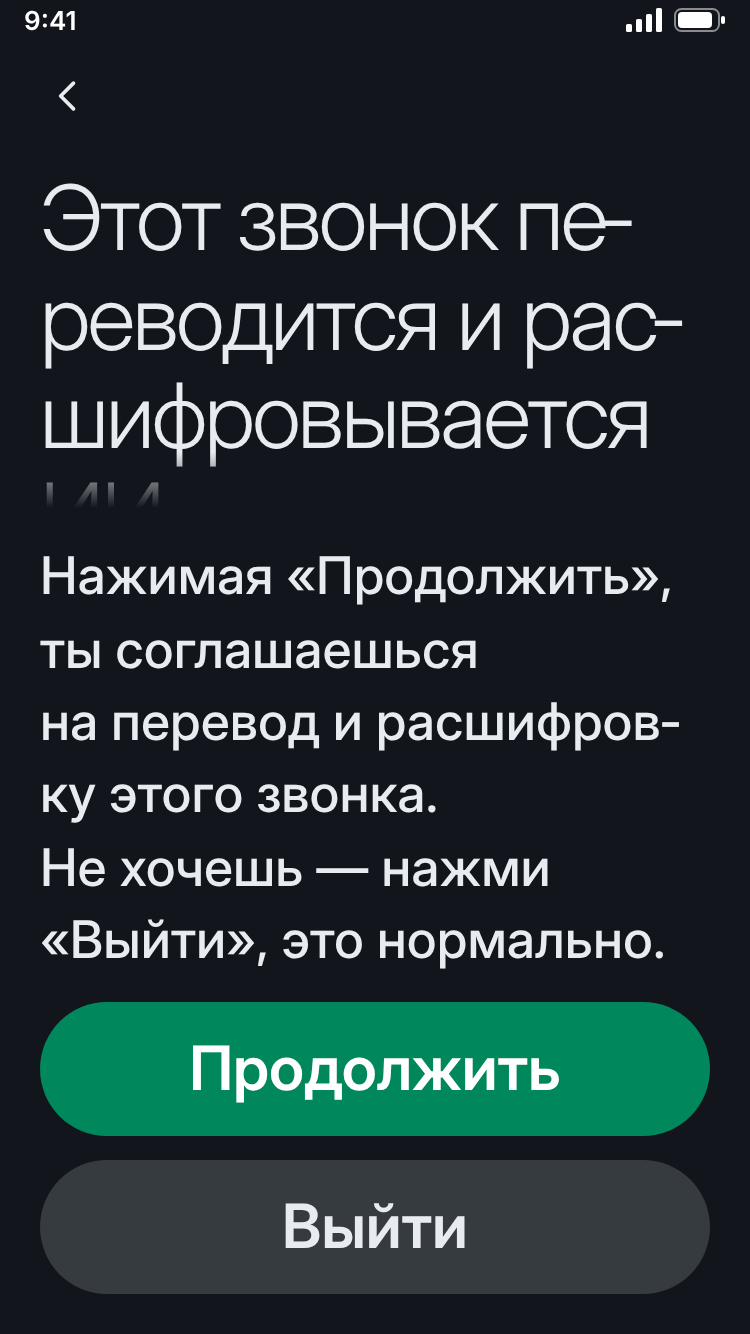 9:41
Этот звонок пе-
реводится и рас-
шифровывается
Нажимая «Продолжить»,
ты соглашаешься
на перевод и расшифров-
ку этого звонка.
Не хочешь — нажми
«Выйти», это нормально.
Продолжить
Выйти